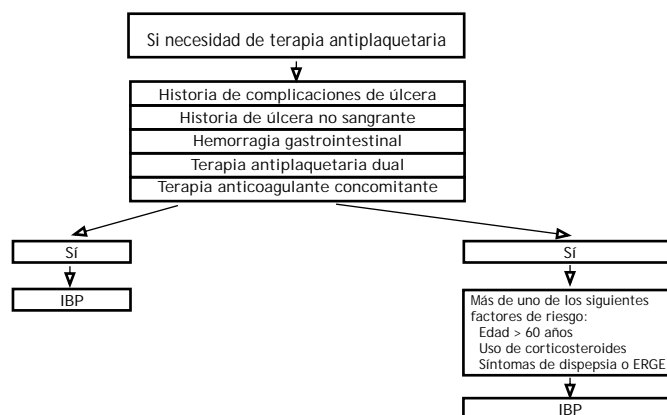 Si necesidad de terapia antiplaquetaria
Historia de complicaciones de úlcera
Historia de úlcera no sangrante
Hemorragia gastrointestinal
Terapia antiplaquetaria dual
Terapia anticoagulante concomitante
Sí
IBP
Sí
Más de uno de los siguientes
factores de riesgo:
Edad > 60 años
Uso de corticosteroides
Síntomas de dispepsia o ERGE
IBP